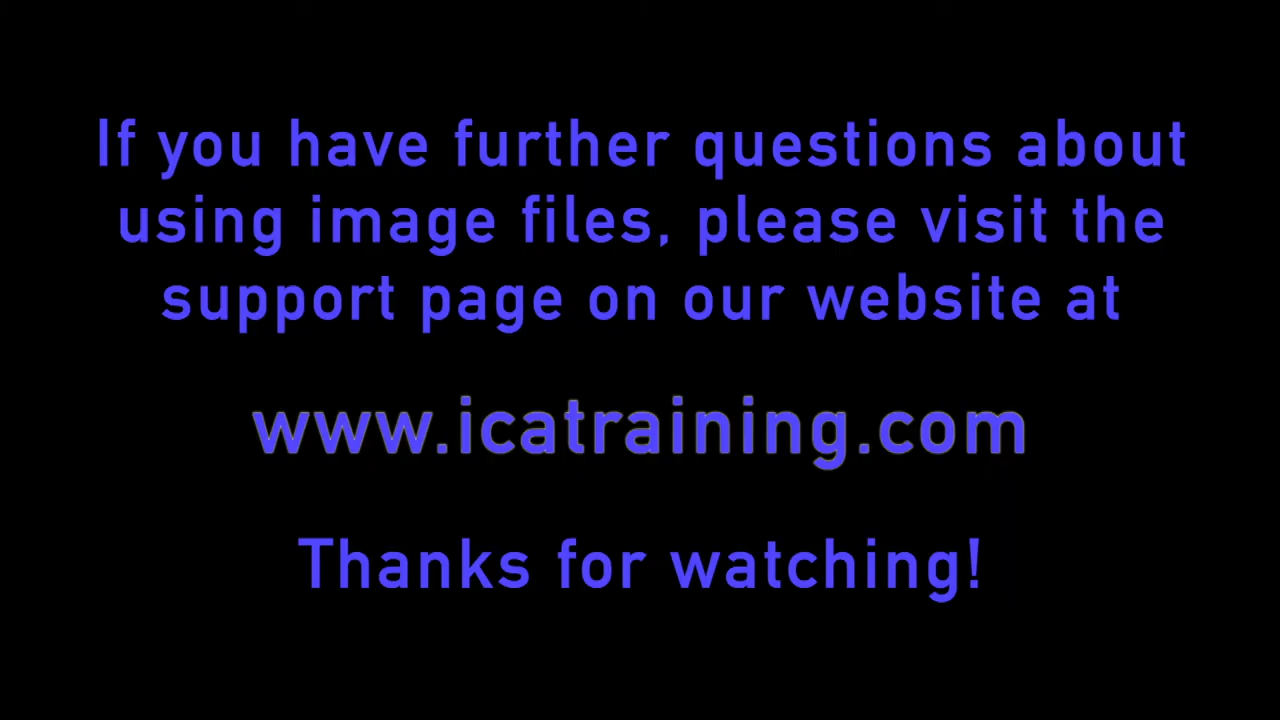 If you have further questions about
using image files, please visit the
support page on our website at
www.icatraining.com
Thanks for watching!